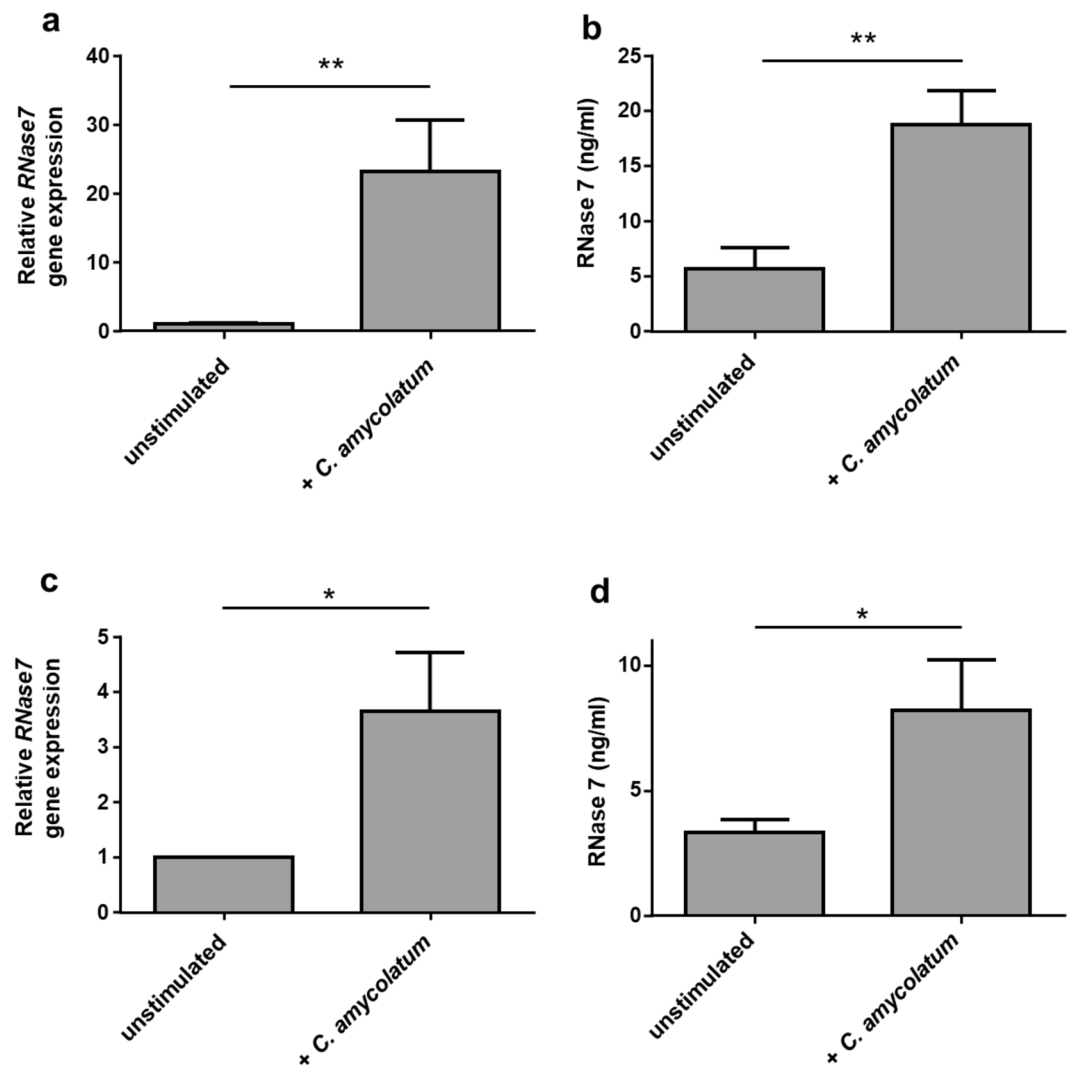 a
**
40
30
20
10
0
Relative RNase7
gene expression
unstimulated
+ C. amycolatum
b
**
25
20
15
10
5
0
RNase 7 (ng/ml)
unstimulated
+ C. amycolatum
c
*
5
4
3
2
1
0
Relative RNase7
gene expression
unstimulated
+ C. amycolatum
d
*
10
5
0
RNase 7 (ng/ml)
unstimulated
+ C. amycolatum